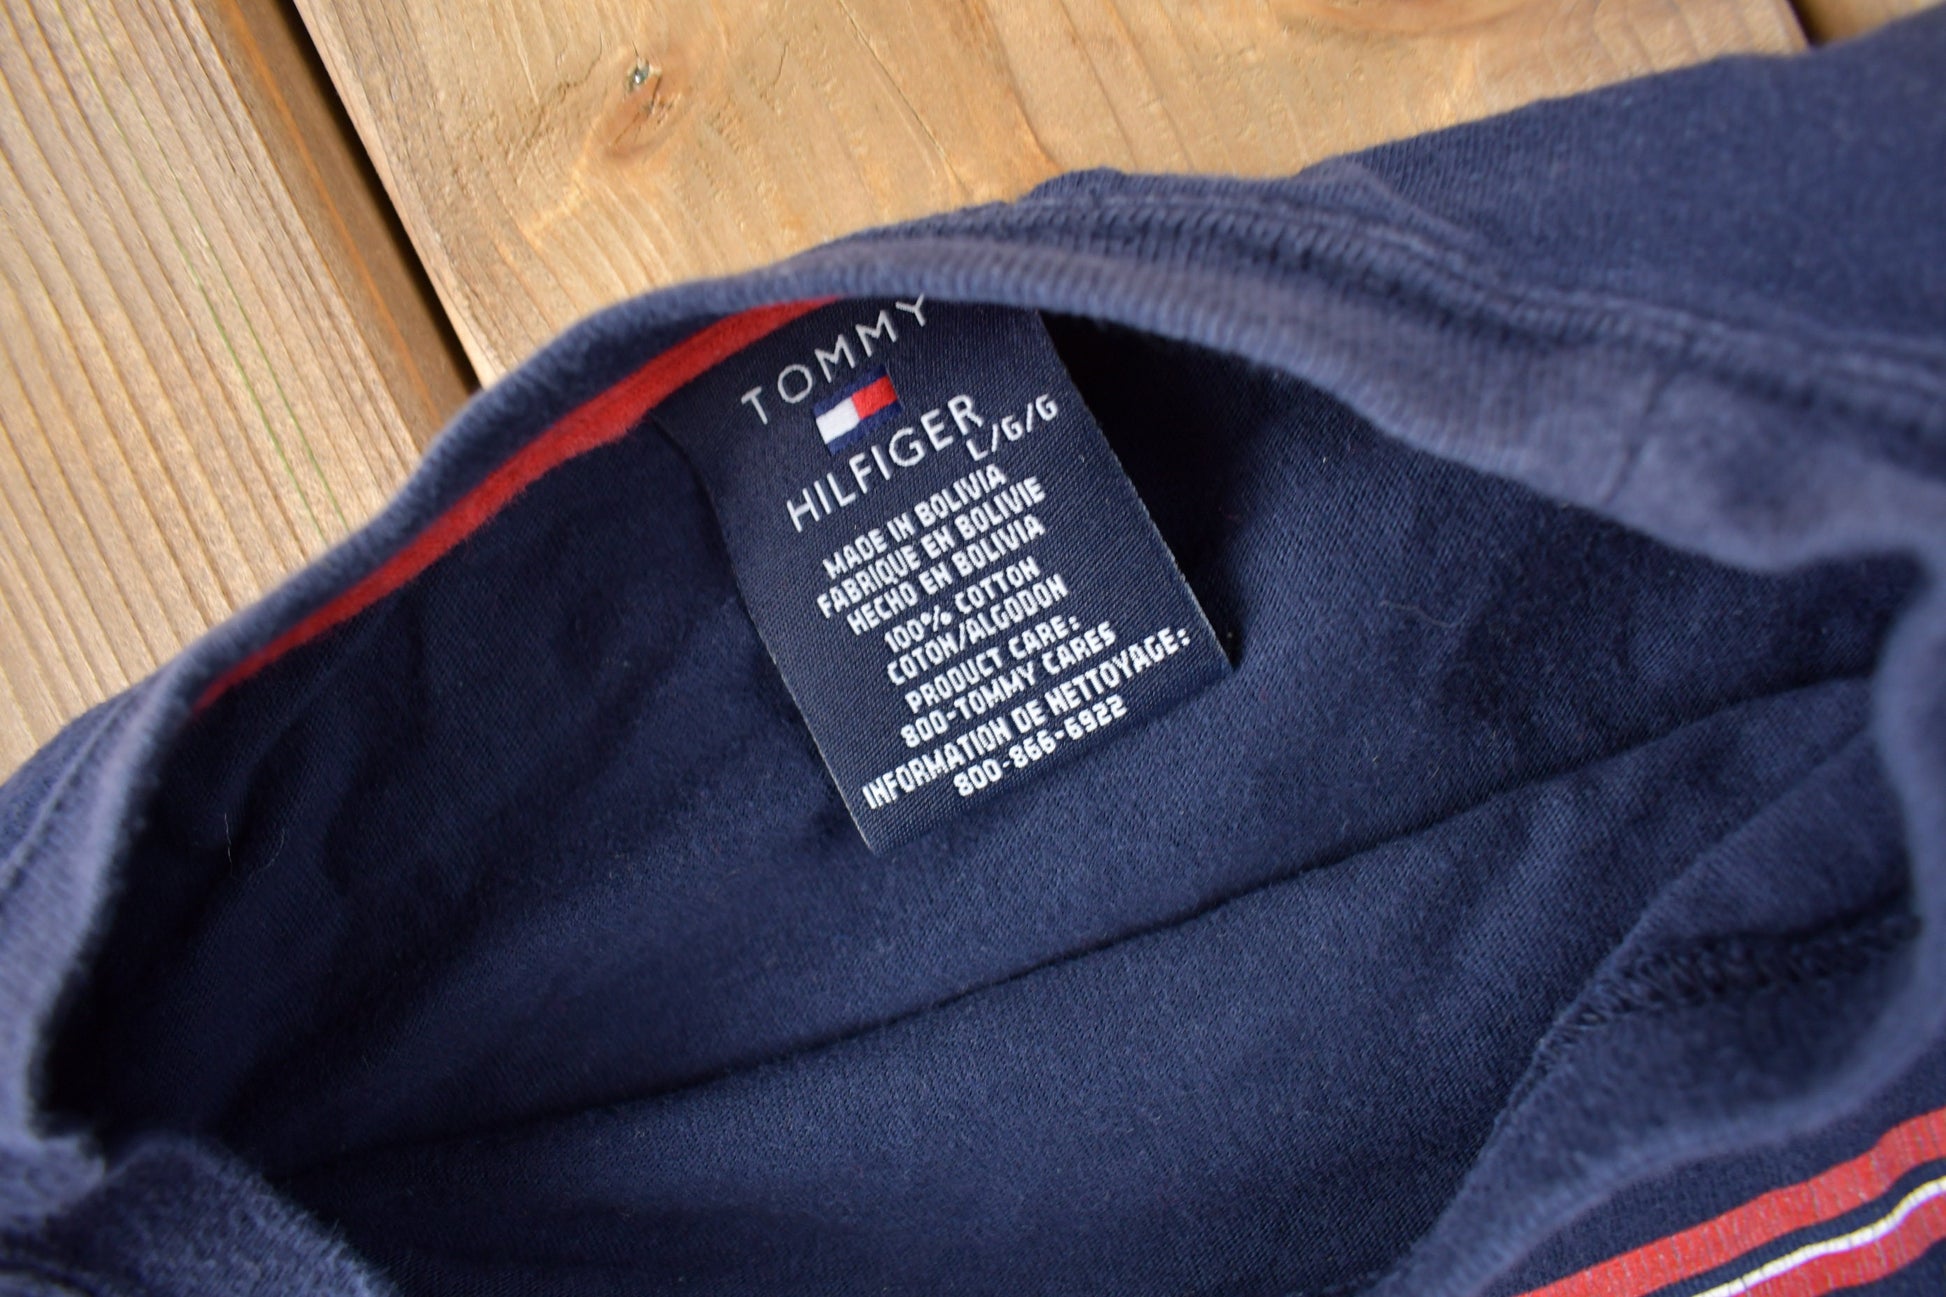 TOMMY
HILFIGER
L/G/G
MADE IN BOLIVIA
FABRIQUE EN BOLIVIE
HECHO EN BOLIVIA
100% COTTON
COTON/ALGODON
PRODUCT CARE:
800-TOMMY CARES
INFORMATION DE NETTOYAGE:
800-866-6922